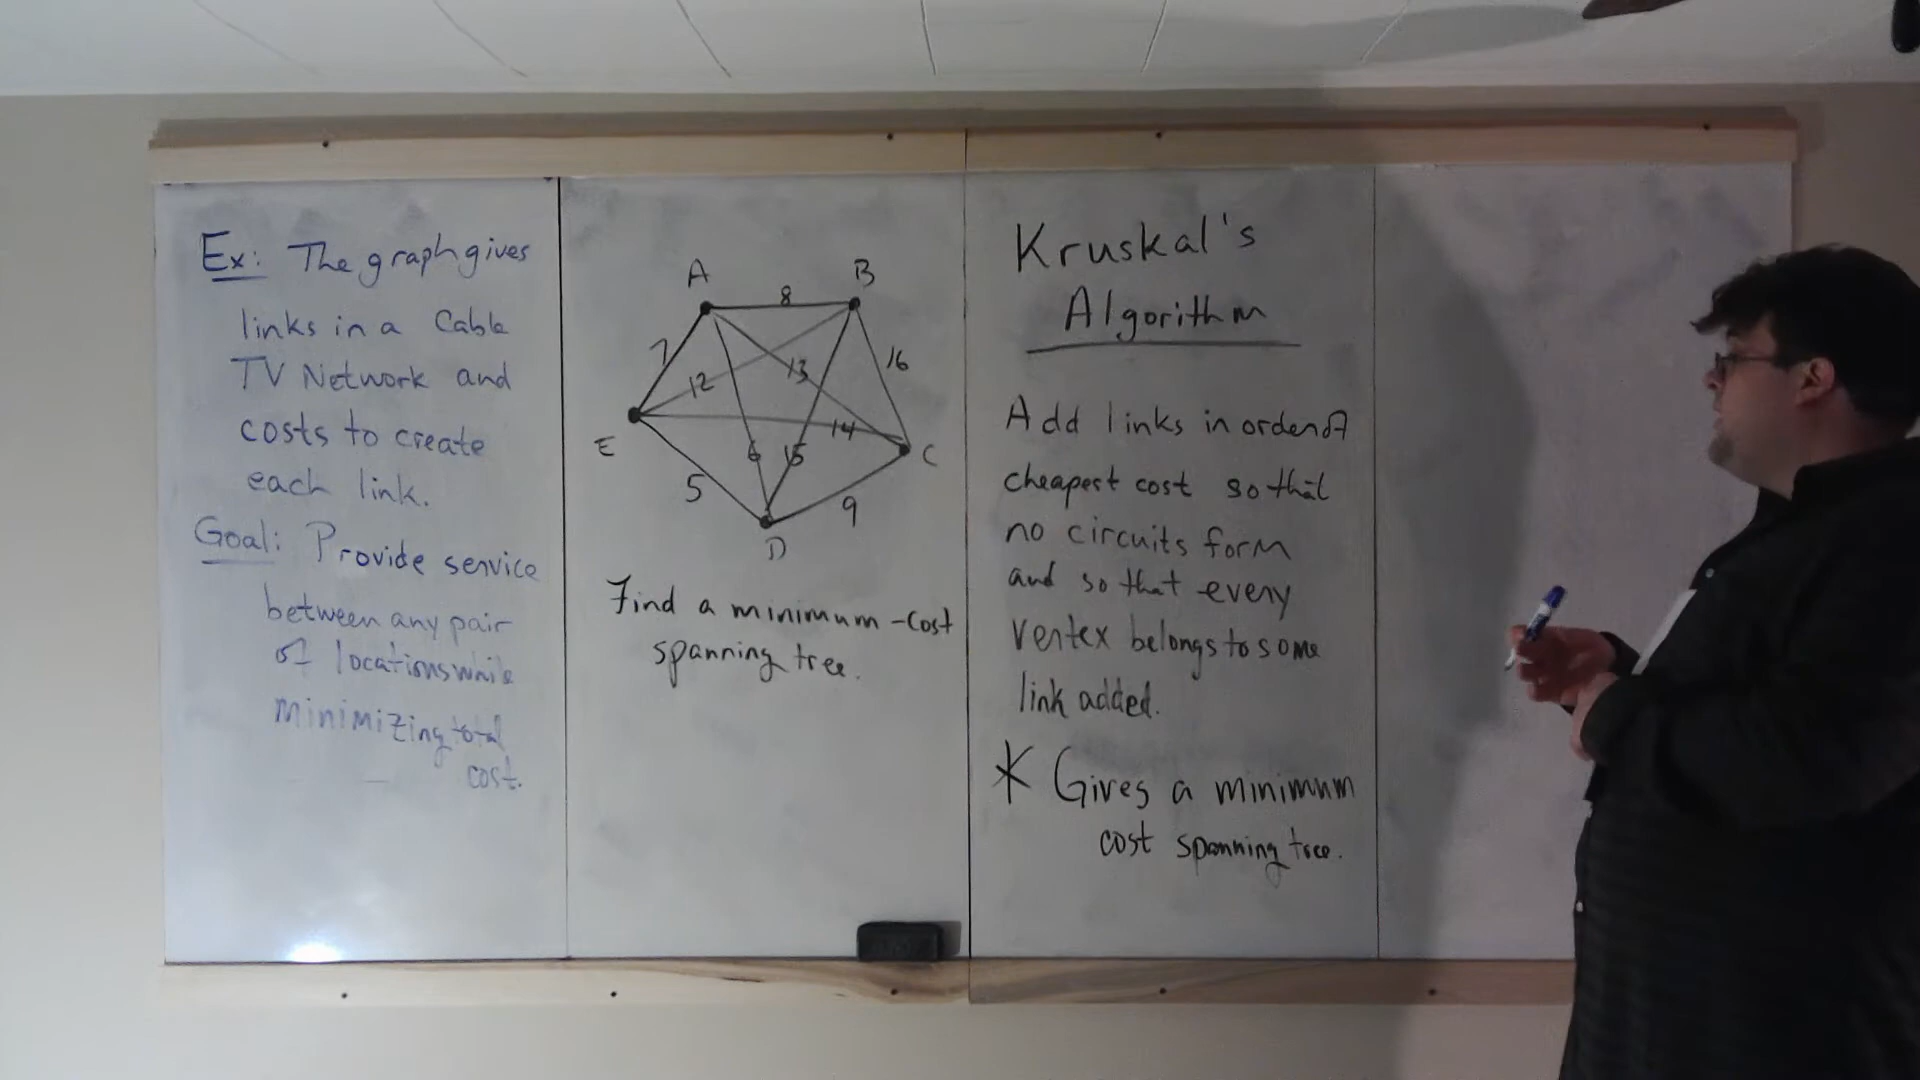 Ex: The graph gives
links in a Cable
TV Network and
costs to create
each link.
Goal: Provide service
between any pair
of locations while
minimizing total
cost.
A
B
8
7
12
13
16
E
14
C
6
15
5
9
D
Find a minimum-cost
spanning tree.
Kruskal's
Algorithm
Add links in order of
cheapest cost so that
no circuits form
and so that every
vertex belongs to some
link added.
* Gives a minimum
cost spanning tree.